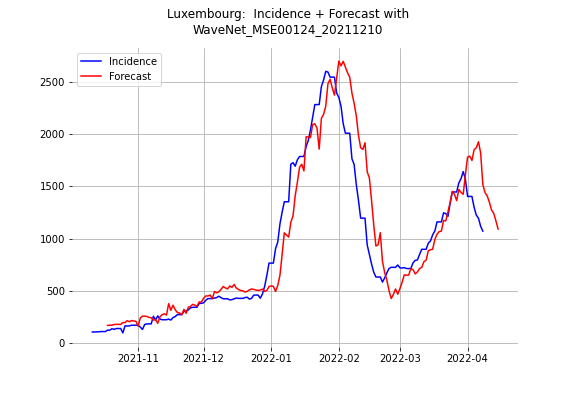 Luxembourg:  Incidence + Forecast with
WaveNet_MSE00124_20211210
Incidence
Forecast
2500
2000
1500
1000
500
0
2021-11 2021-12 2022-01 2022-02 2022-03 2022-04